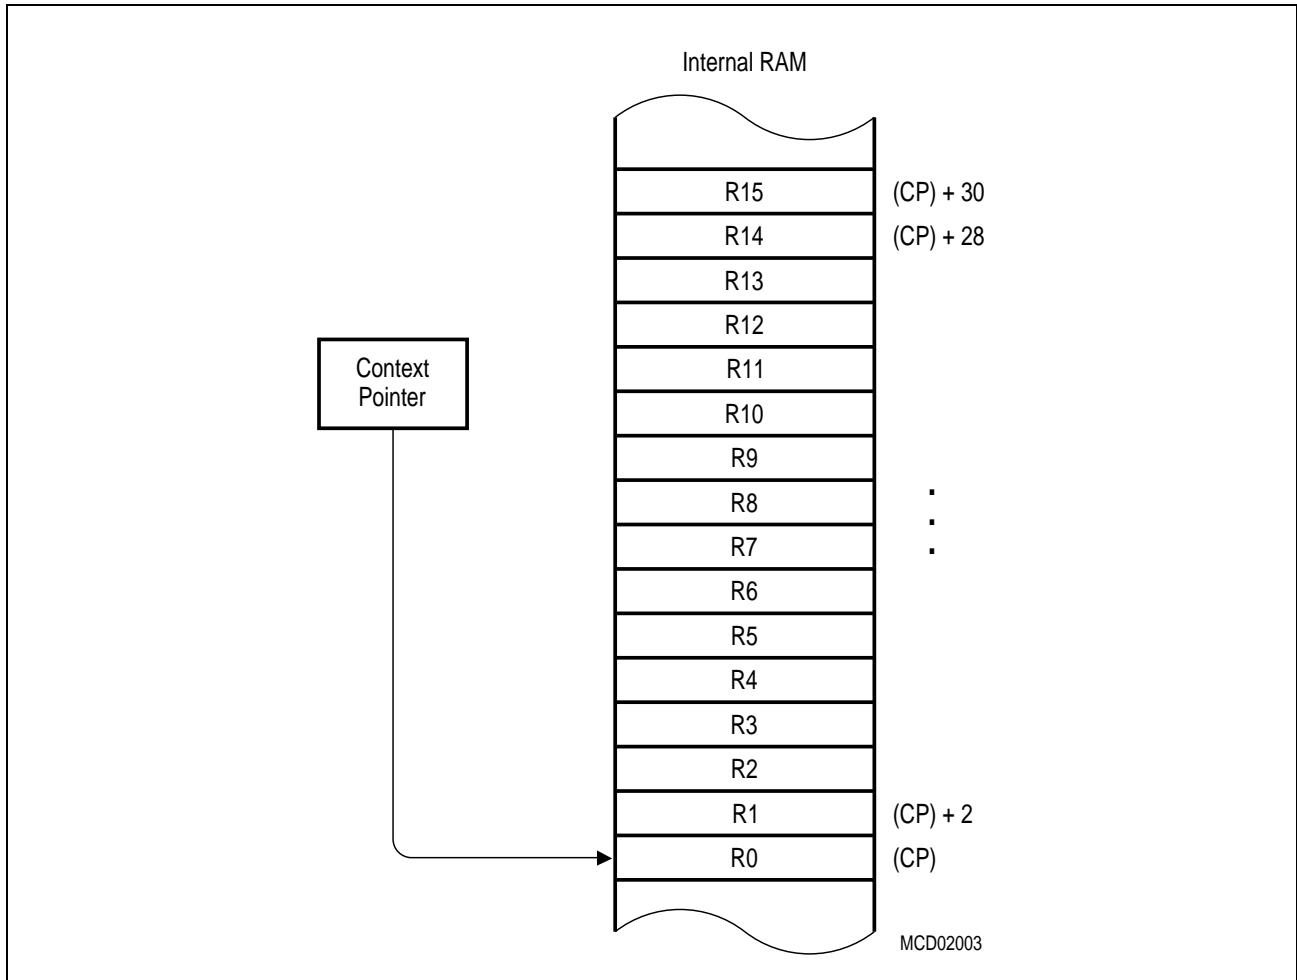 Internal RAM
R15 (CP) + 30
R14 (CP) + 28
R13
R12
Context
Pointer
R11
R10
R9
R8
R7
R6
R5
R4
R3
R2
R1 (CP) + 2
R0 (CP)
MCD02003